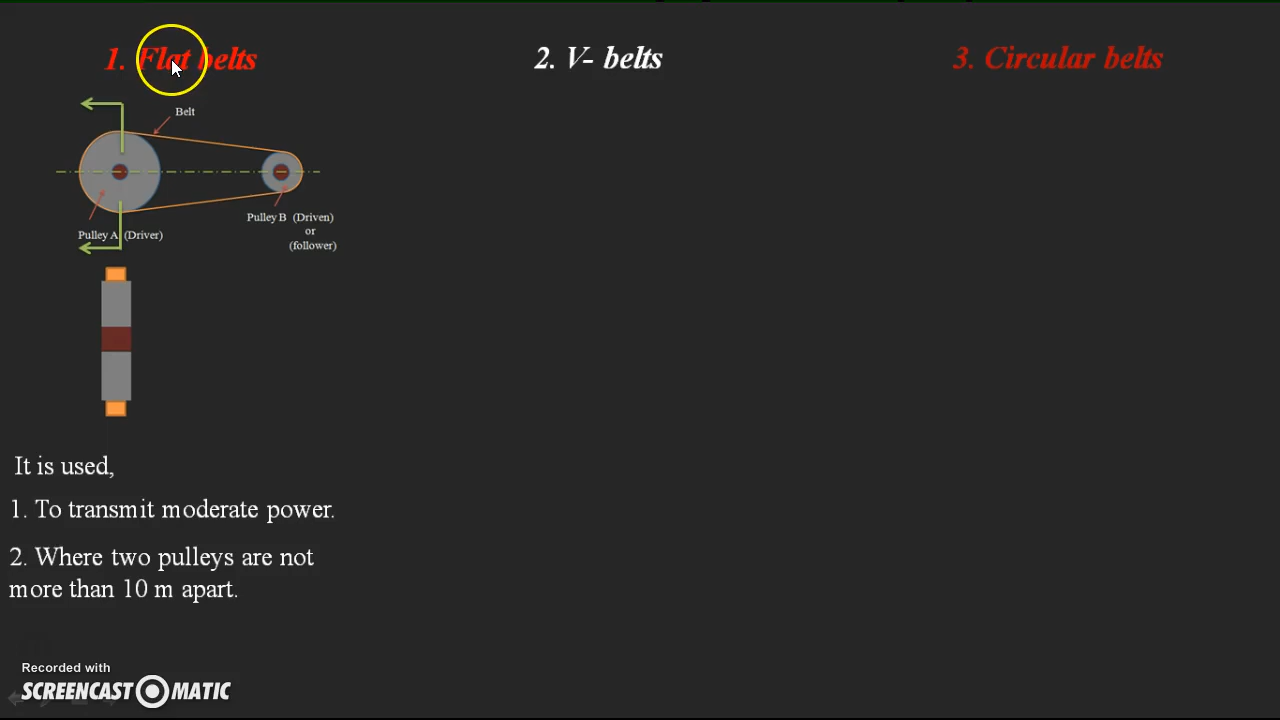 1. Flat belts
2. V- belts
3. Circular belts
Belt
Pulley B (Driven)
or
(follower)
Pulley A (Driver)
It is used,
1. To transmit moderate power.
2. Where two pulleys are not
more than 10 m apart.
Recorded with
SCREENCAST MATIC